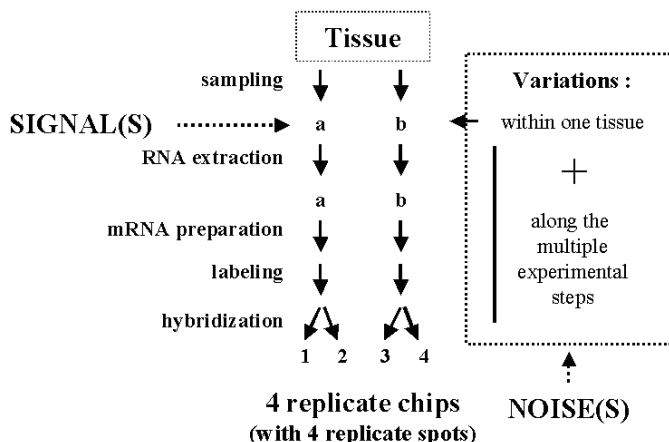 Tissue
sampling
Variations :
SIGNAL(S)
a b
within one tissue
RNA extraction
+
a b
mRNA preparation
along the
multiple
experimental
steps
labeling
hybridization
1 2 3 4
4 replicate chips
(with 4 replicate spots)
NOISE(S)